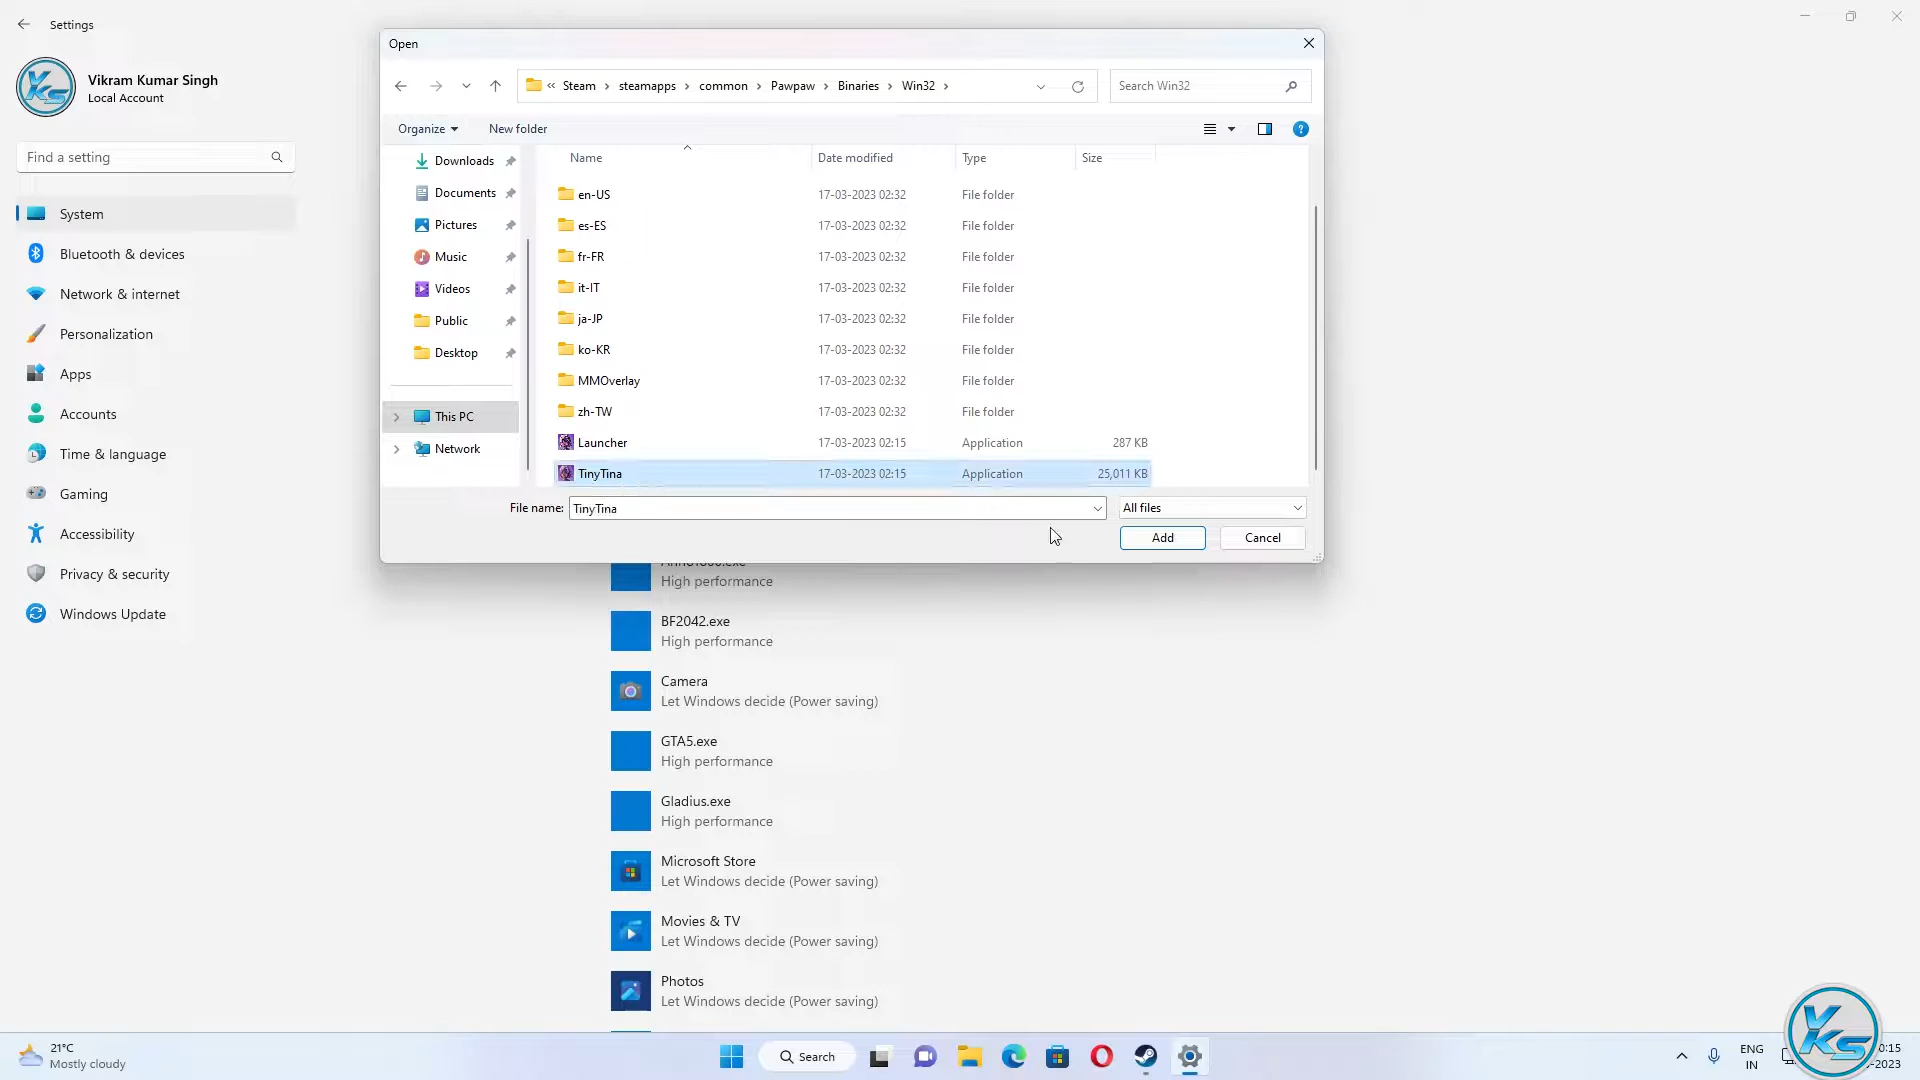 Settings
Vikram Kumar Singh
Local Account
Find a setting
System
Bluetooth & devices
Network & internet
Personalization
Apps
Accounts
Time & language
Gaming
Accessibility
Privacy & security
Windows Update
Open
« Steam › steamapps › common › Pawpaw › Binaries › Win32 ›
Search Win32
Organize
New folder
Downloads
Documents
Pictures
Music
Videos
Public
Desktop
This PC
Network
Name Date modified Type Size
en-US 17-03-2023 02:32 File folder
es-ES 17-03-2023 02:32 File folder
fr-FR 17-03-2023 02:32 File folder
it-IT 17-03-2023 02:32 File folder
ja-JP 17-03-2023 02:32 File folder
ko-KR 17-03-2023 02:32 File folder
MMOverlay 17-03-2023 02:32 File folder
zh-TW 17-03-2023 02:32 File folder
Launcher 17-03-2023 02:15 Application 287 KB
TinyTina 17-03-2023 02:15 Application 25,011 KB
File name: TinyTina
All files
Add
Cancel
High performance
BF2042.exe
High performance
Camera
Let Windows decide (Power saving)
GTA5.exe
High performance
Gladius.exe
High performance
Microsoft Store
Let Windows decide (Power saving)
Movies & TV
Let Windows decide (Power saving)
Photos
Let Windows decide (Power saving)
21°C
Mostly cloudy
Search
ENG
IN
0:15
-2023
VKS